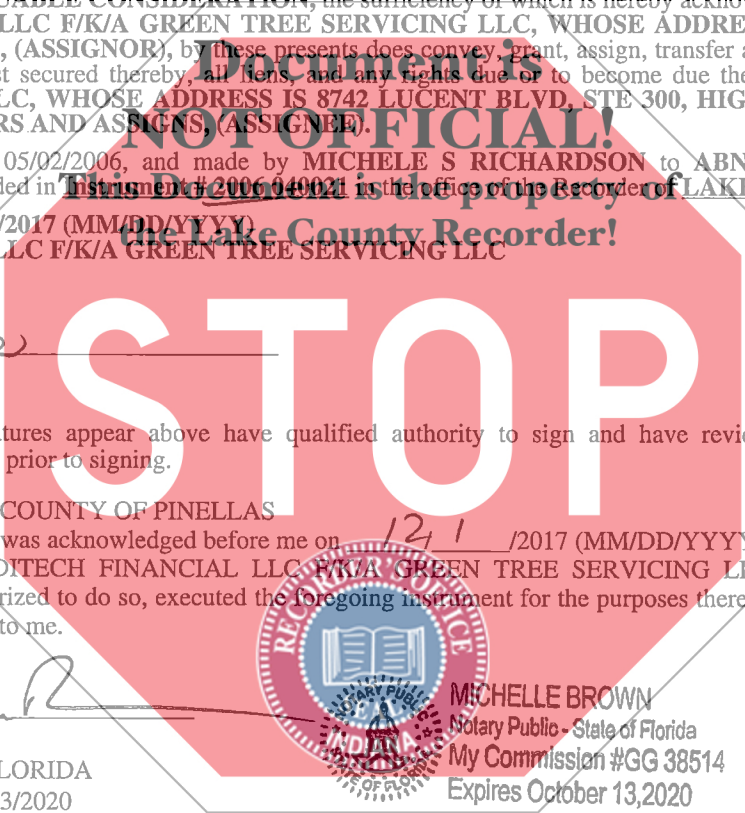 UABLE CONSIDERATION, the sufficiency of which is hereby acknow
LLC F/K/A GREEN TREE SERVICING LLC, WHOSE ADDRE
, (ASSIGNOR), by these presents does convey, grant, assign, transfer a
st secured thereby, all liens, and any rights due or to become due the
LC, WHOSE ADDRESS IS 8742 LUCENT BLVD, STE 300, HIG
RS AND ASSIGNS, (ASSIGNEE).
Document is
NOT OFFICIAL!
05/02/2006, and made by MICHELE S RICHARDSON to ABN
ded in Instrument # 2006 040021 in the office of the Recorder of LAK
This Document is the property of
the Lake County Recorder!
/2017 (MM/DD/YYYY)
LLC F/K/A GREEN TREE SERVICING LLC
STOP
atures appear above have qualified authority to sign and have revie
prior to signing.
COUNTY OF PINELLAS
was acknowledged before me on 12/1 /2017 (MM/DD/YYYY
DITECH FINANCIAL LLC F/K/A GREEN TREE SERVICING LL
rized to do so, executed the foregoing instrument for the purposes there
to me.
RECORDER'S OFFICE
SEAL
INDIANA
NOTARY PUBLIC
STATE OF FLORIDA
MICHELLE BROWN
Notary Public - State of Florida
My Commission #GG 38514
Expires October 13,2020
LORIDA
3/2020